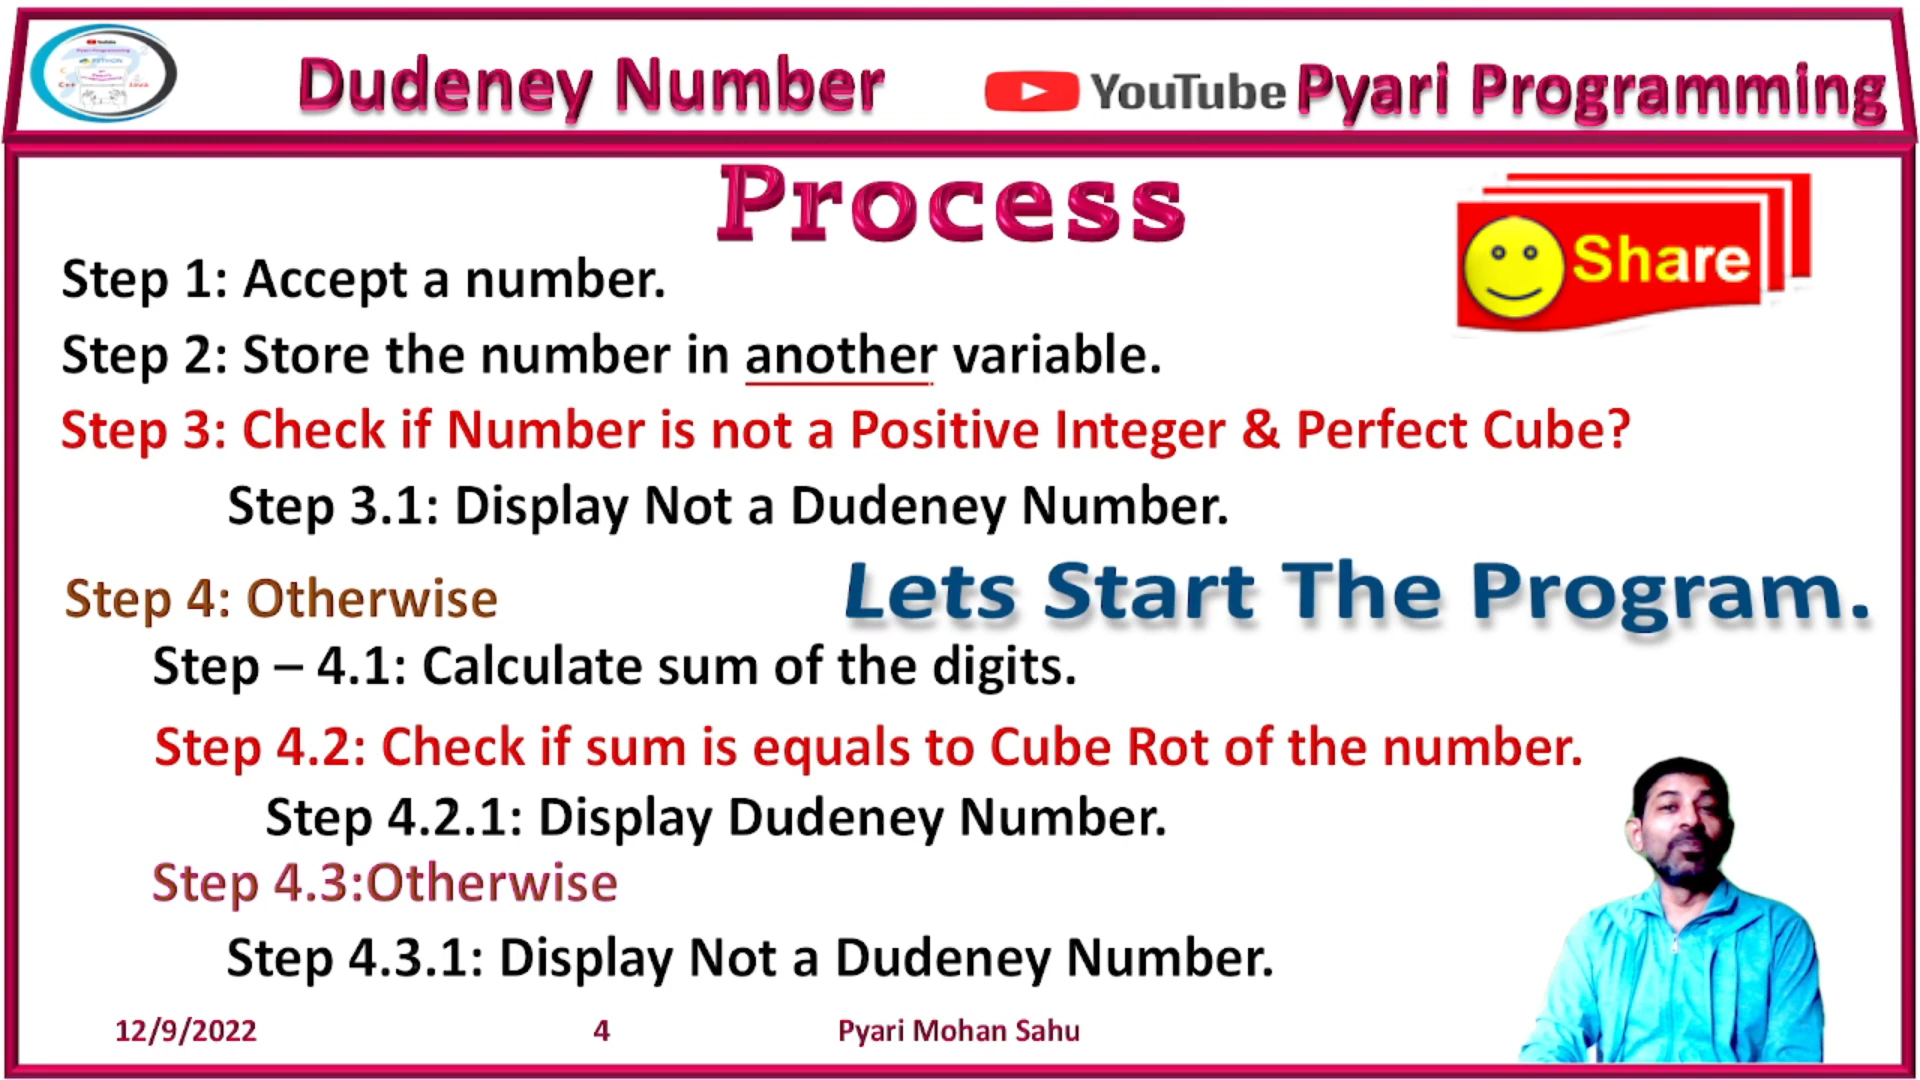 Dudeney Number
YouTube Pyari Programming
Process
Share
Step 1: Accept a number.
Step 2: Store the number in another variable.
Step 3: Check if Number is not a Positive Integer & Perfect Cube?
Step 3.1: Display Not a Dudeney Number.
Step 4: Otherwise
Lets Start The Program.
Step – 4.1: Calculate sum of the digits.
Step 4.2: Check if sum is equals to Cube Rot of the number.
Step 4.2.1: Display Dudeney Number.
Step 4.3:Otherwise
Step 4.3.1: Display Not a Dudeney Number.
12/9/2022
4
Pyari Mohan Sahu